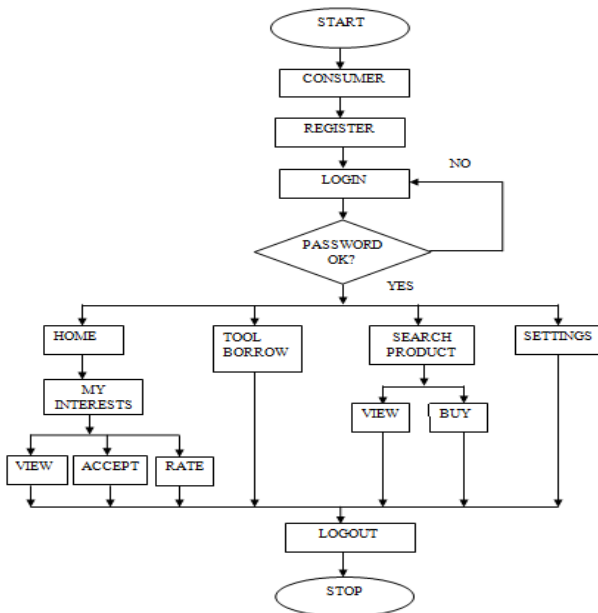 START
CONSUMER
REGISTER
LOGIN
NO
PASSWORD
OK?
YES
HOME
TOOL
BORROW
SEARCH
PRODUCT
SETTINGS
MY
INTERESTS
VIEW
BUY
VIEW
ACCEPT
RATE
LOGOUT
STOP